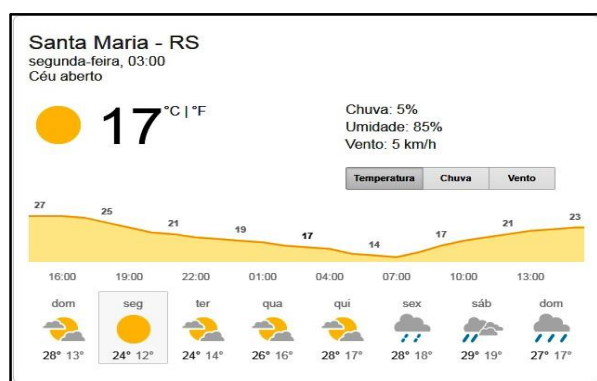 Santa Maria - RS
segunda-feira, 03:00
Céu aberto
17 °C | °F
Chuva: 5%
Umidade: 85%
Vento: 5 km/h
Temperatura Chuva Vento
27 25 21 19 17 14 17 21 23
16:00 19:00 22:00 01:00 04:00 07:00 10:00 13:00
dom seg ter qua qui sex sáb dom
28° 13° 24° 12° 24° 14° 26° 16° 28° 17° 28° 18° 29° 19° 27° 17°